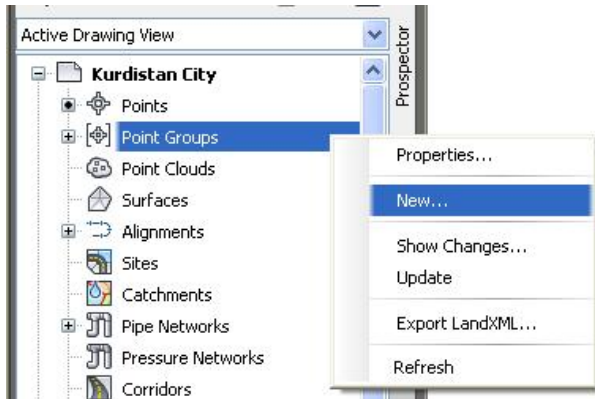 Active Drawing View
Prospector
Kurdistan City
Points
Point Groups
Point Clouds
Surfaces
Alignments
Sites
Catchments
Pipe Networks
Pressure Networks
Corridors
Properties...
New...
Show Changes...
Update
Export LandXML...
Refresh